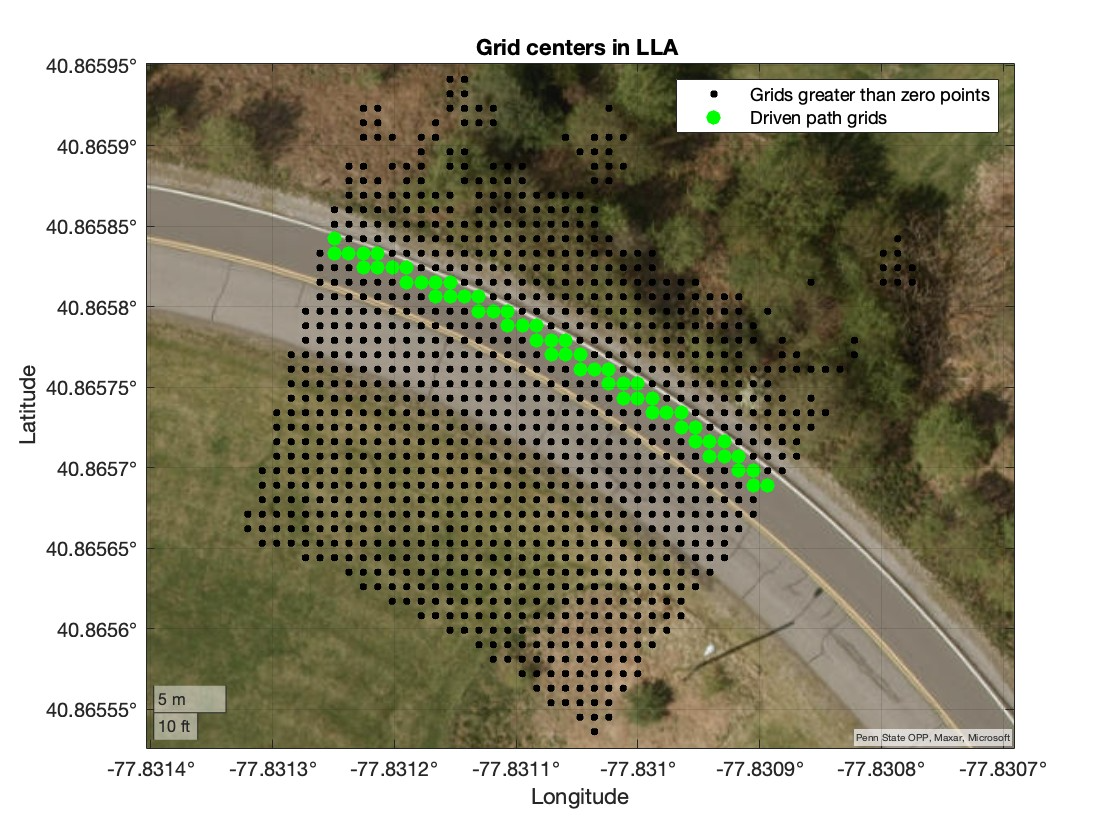 Grid centers in LLA
Grids greater than zero points
Driven path grids
40.86595°
40.8659°
40.86585°
40.8658°
40.86575°
40.8657°
40.86565°
40.8656°
40.86555°
Latitude
5 m
10 ft
Penn State OPP, Maxar, Microsoft
-77.8314°
-77.8313°
-77.8312°
-77.8311°
-77.831°
-77.8309°
-77.8308°
-77.8307°
Longitude